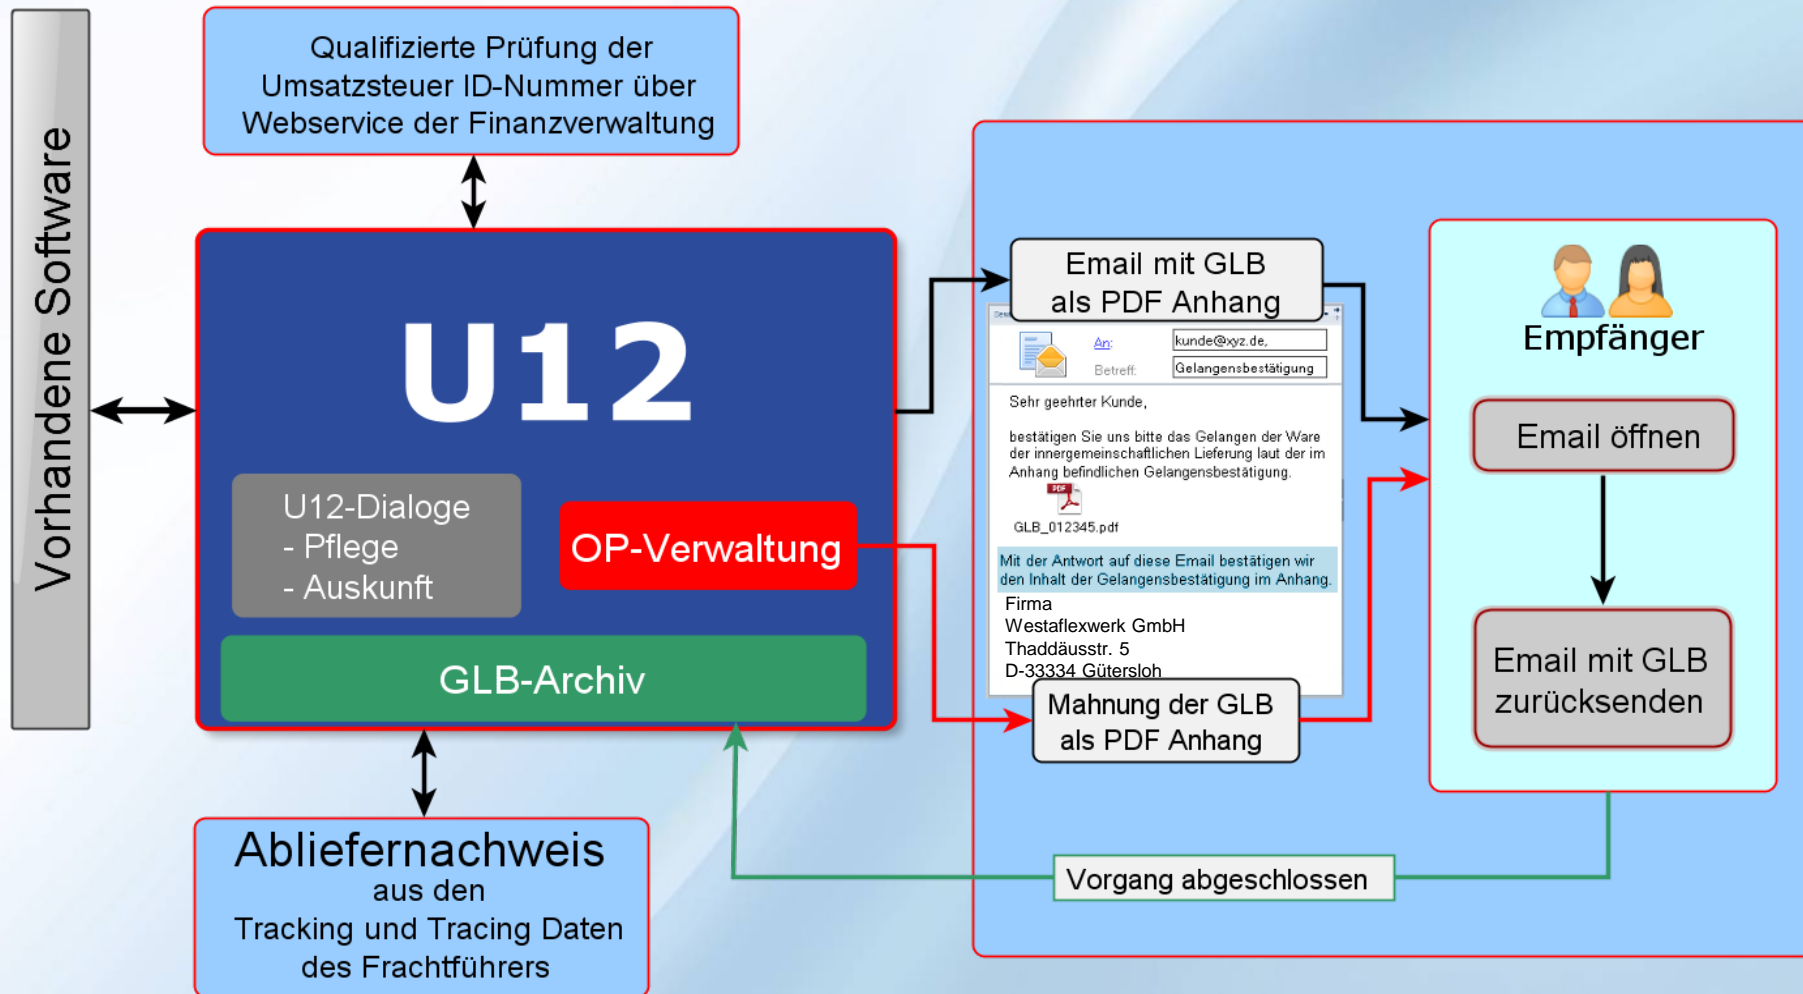 Vorhandene Software
Qualifizierte Prüfung der
Umsatzsteuer ID-Nummer über
Webservice der Finanzverwaltung
U12
U12-Dialoge
- Pflege
- Auskunft
OP-Verwaltung
GLB-Archiv
Abliefernachweis
aus den
Tracking und Tracing Daten
des Frachtführers
Email mit GLB
als PDF Anhang
An: kunde@xyz.de,
Betreff: Gelangensbestätigung
Sehr geehrter Kunde,
bestätigen Sie uns bitte das Gelangen der Ware
der innergemeinschaftlichen Lieferung laut der im
Anhang befindlichen Gelangensbestätigung.
PDF
GLB_012345.pdf
Mit der Antwort auf diese Email bestätigen wir
den Inhalt der Gelangensbestätigung im Anhang.
Firma
Westaflexwerk GmbH
Thaddäusstr. 5
D-33334 Gütersloh
Mahnung der GLB
als PDF Anhang
Empfänger
Email öffnen
Email mit GLB
zurücksenden
Vorgang abgeschlossen